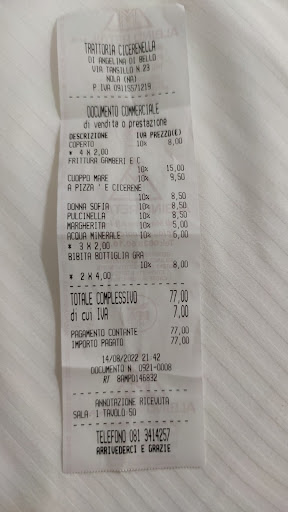 TRATTORIA CICERENELLA
DI ANGELINA DI BELLO
VIA TANSILLO N.23
NOLA (NA)
P.IVA 09115571219
DOCUMENTO COMMERCIALE
di vendita o prestazione
DESCRIZIONE IVA PREZZO(€)
COPERTO 10% 8,00
* 4 X 2,00
FRITTURA GAMBERI E C
10% 15,00
CUOPPO MARE 10% 9,50
A PIZZA ' E CICERENE
10% 8,50
DONNA SOFIA 10% 8,50
PULCINELLA 10% 8,50
MARGHERITA 10% 5,00
ACQUA MINERALE 10% 6,00
* 3 X 2,00
BIBITA BOTTIGLIA GRA
10% 8,00
* 2 X 4,00
TOTALE COMPLESSIVO 77,00
di cui IVA 7,00
PAGAMENTO CONTANTE 77,00
IMPORTO PAGATO 77,00
14/08/2022 21:42
DOCUMENTO N. 0921-0008
RT 8AMPD146832
ANNOTAZIONE RICEVUTA
SALA: 1 TAVOLO 50
TELEFONO 081 3414257
ARRIVEDERCI E GRAZIE